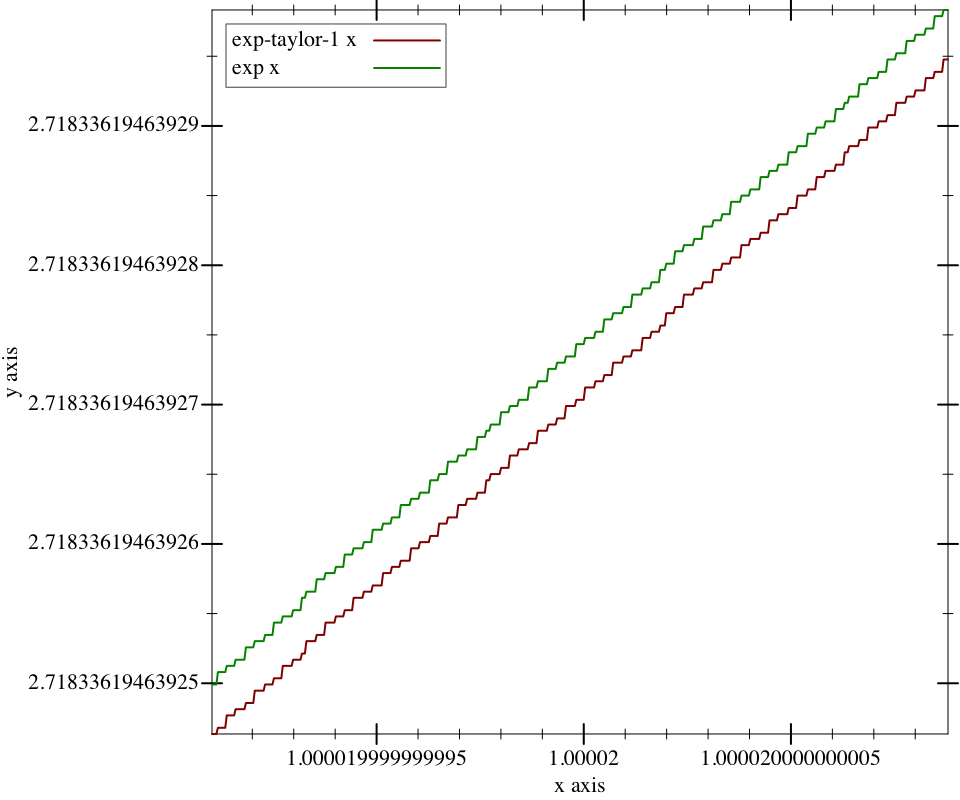 exp-taylor-1 x
exp x
2.71833619463929
2.71833619463928
2.71833619463927
2.71833619463926
2.71833619463925
y axis
1.0000199999999995
1.00002
1.000020000000005
x axis